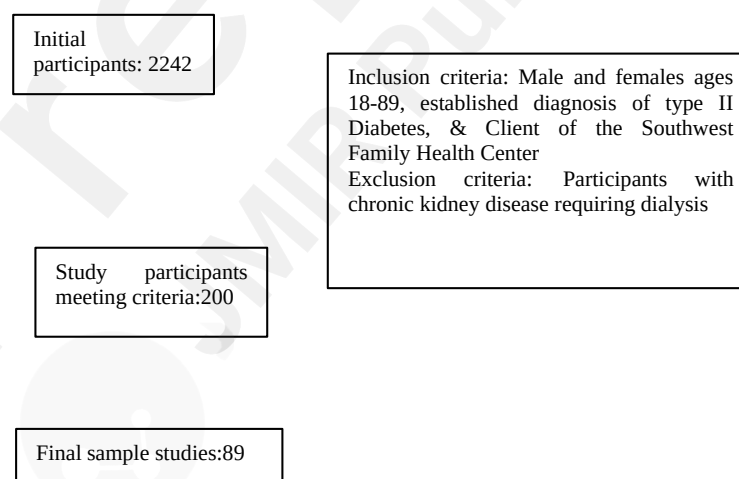 Initial
participants: 2242
Inclusion criteria: Male and females ages
18-89, established diagnosis of type II
Diabetes, & Client of the Southwest
Family Health Center
Exclusion criteria: Participants with
chronic kidney disease requiring dialysis
Study participants
meeting criteria:200
Final sample studies:89